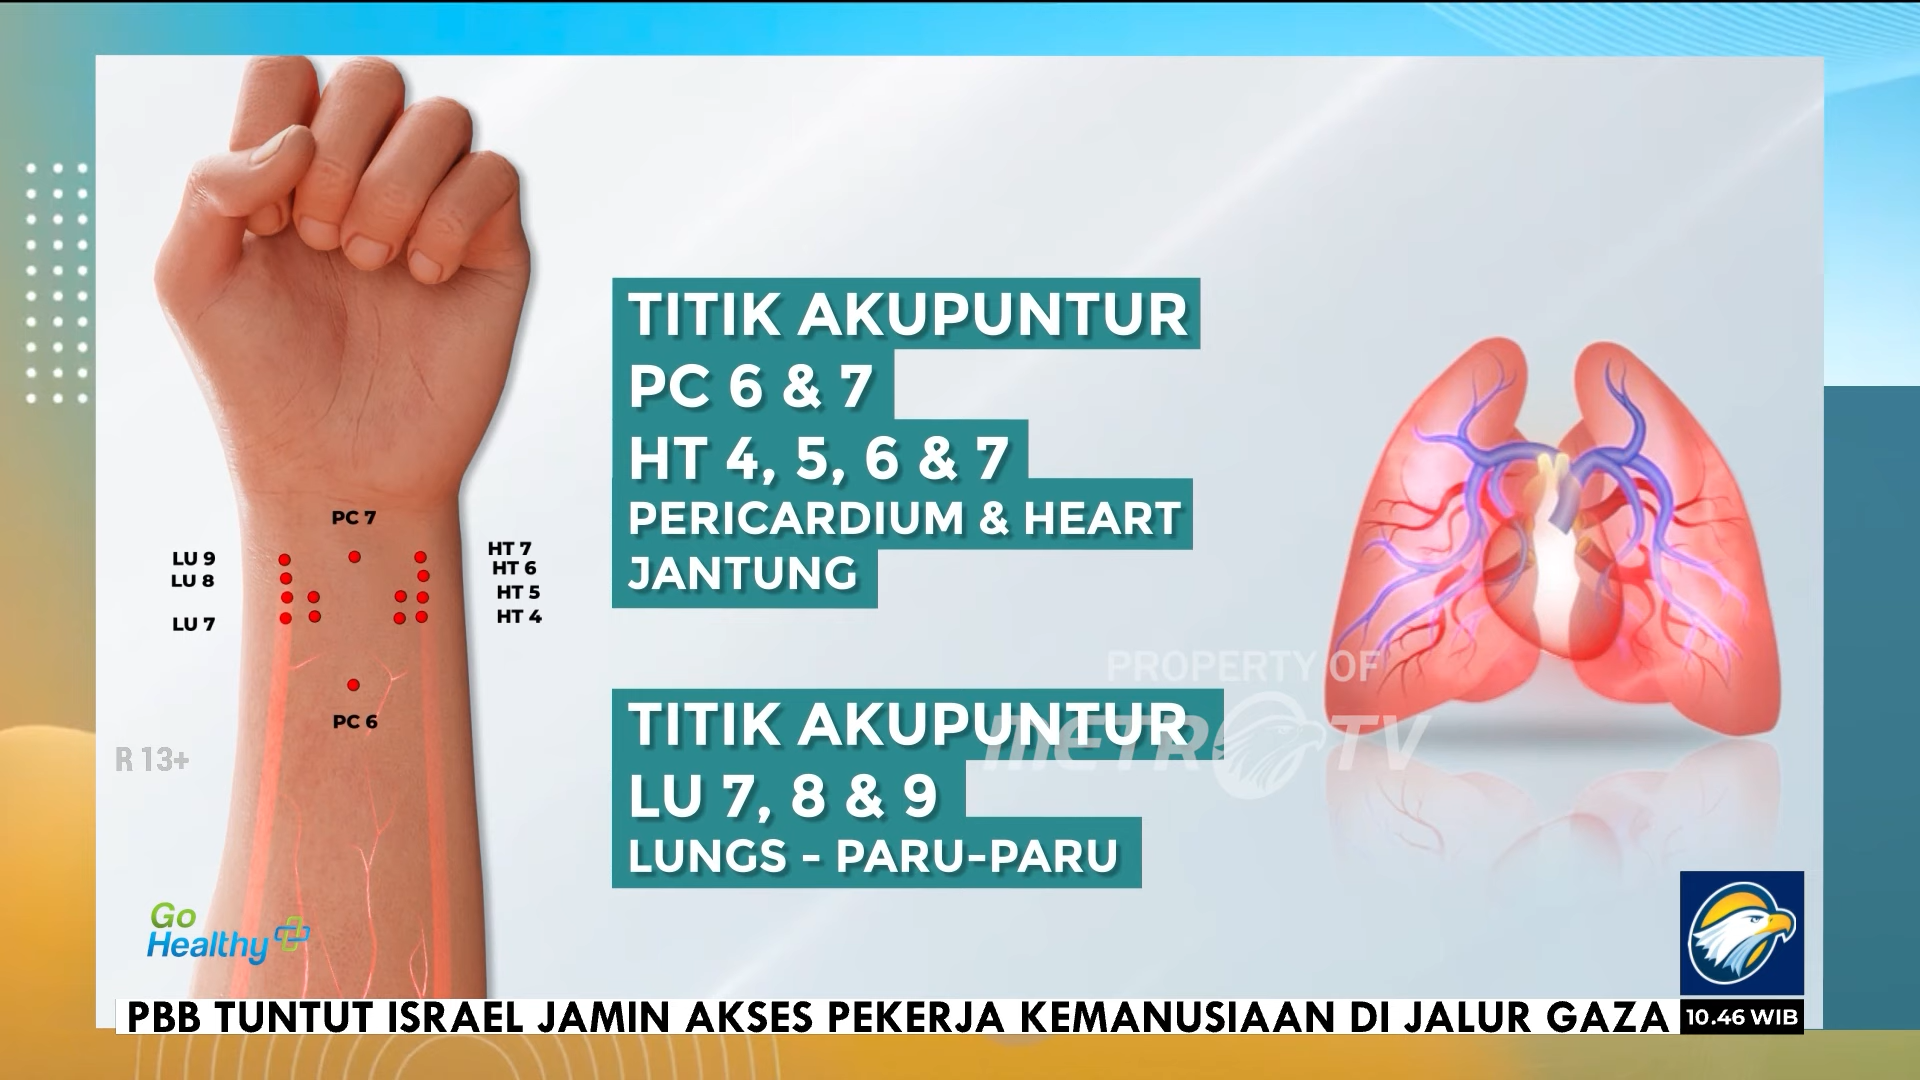 TITIK AKUPUNTUR
PC 6 & 7
HT 4, 5, 6 & 7
PERICARDIUM & HEART
JANTUNG
PC 7
LU 9
LU 8
LU 7
HT 7
HT 6
HT 5
HT 4
PC 6
TITIK AKUPUNTUR
LU 7, 8 & 9
LUNGS - PARU-PARU
PROPERTY OF
METRO TV
R 13+
Go
Healthy
PBB TUNTUT ISRAEL JAMIN AKSES PEKERJA KEMANUSIAAN DI JALUR GAZA
10.46 WIB